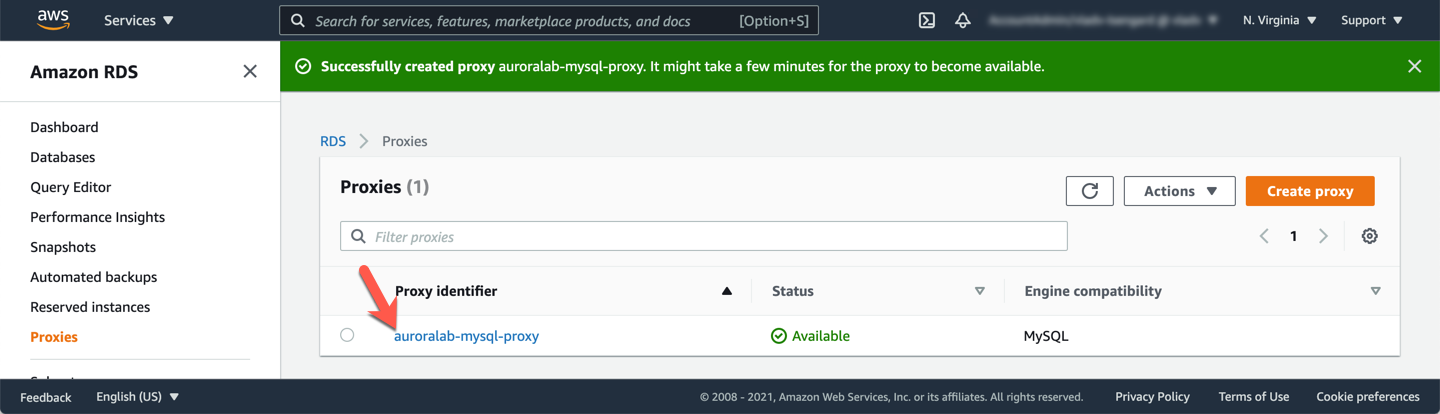 aws Services Search for services, features, marketplace products, and docs [Option+S] N. Virginia Support
Amazon RDS
Successfully created proxy auroralab-mysql-proxy. It might take a few minutes for the proxy to become available.
Dashboard
Databases
Query Editor
Performance Insights
Snapshots
Automated backups
Reserved instances
Proxies
RDS Proxies
Proxies (1)
Actions Create proxy
Filter proxies
1
Proxy identifier Status Engine compatibility
auroralab-mysql-proxy Available MySQL
Feedback English (US) © 2008 - 2021, Amazon Web Services, Inc. or its affiliates. All rights reserved. Privacy Policy Terms of Use Cookie preferences